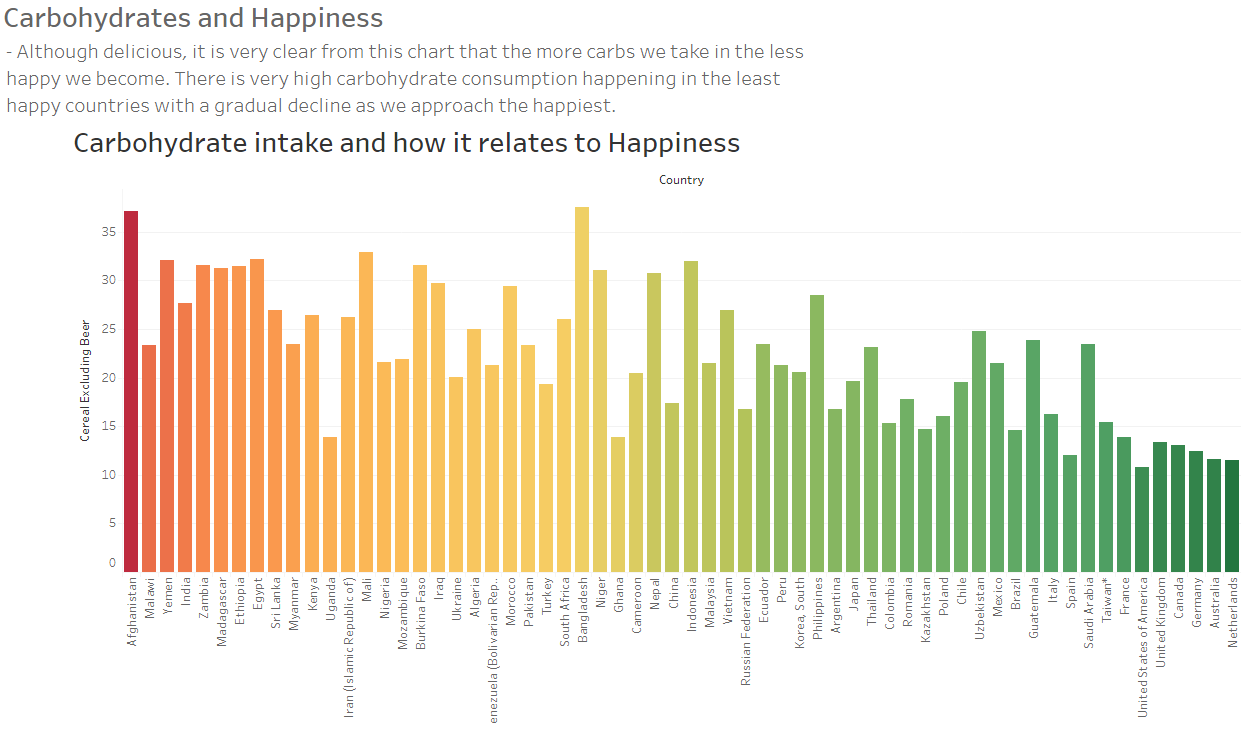 Carbohydrates and Happiness
- Although delicious, it is very clear from this chart that the more carbs we take in the less
happy we become. There is very high carbohydrate consumption happening in the least
happy countries with a gradual decline as we approach the happiest.
Carbohydrate intake and how it relates to Happiness
Country
Cereal Excluding Beer
35
30
25
20
15
10
5
0
Afghanistan
Malawi
Yemen
India
Zambia
Madagascar
Ethiopia
Egypt
Sri Lanka
Myanmar
Kenya
Uganda
Iran (Islamic Republic of)
Mali
Nigeria
Mozambique
Burkina Faso
Iraq
Ukraine
Algeria
enezuela (Bolivarian Rep..
Morocco
Pakistan
Turkey
South Africa
Bangladesh
Niger
Ghana
Cameroon
Nepal
China
Indonesia
Malaysia
Vietnam
Russian Federation
Ecuador
Peru
Korea, South
Philippines
Argentina
Japan
Thailand
Colombia
Romania
Kazakhstan
Poland
Chile
Uzbekistan
Mexico
Brazil
Guatemala
Italy
Spain
Saudi Arabia
Taiwan*
France
United States of America
United Kingdom
Canada
Germany
Australia
Netherlands